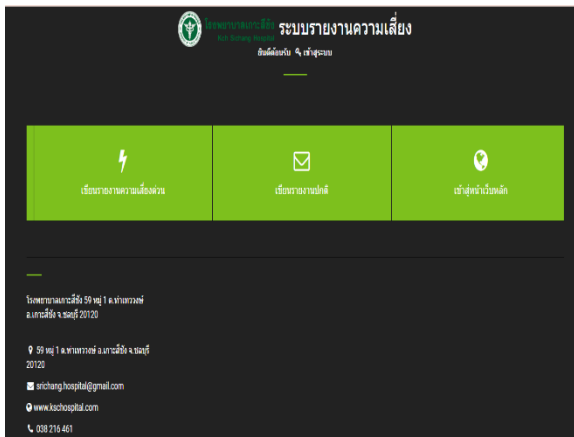 โรงพยาบาลเกาะสีชัง ระบบรายงานความเสี่ยง
Koh Sichang Hospital
ยินดีต้อนรับ เข้าสู่ระบบ
เขียนรายงานความเสี่ยงด่วน
เขียนรายงานปกติ
เข้าสู่หน้าเว็บหลัก
โรงพยาบาลเกาะสีชัง 59 หมู่ 1 ต.ท่าเทววงษ์
อ.เกาะสีชัง จ.ชลบุรี 20120
59 หมู่ 1 ต.ท่าเทววงษ์ อ.เกาะสีชัง จ.ชลบุรี
20120
srichang.hospital@gmail.com
www.kschospital.com
038 216 461